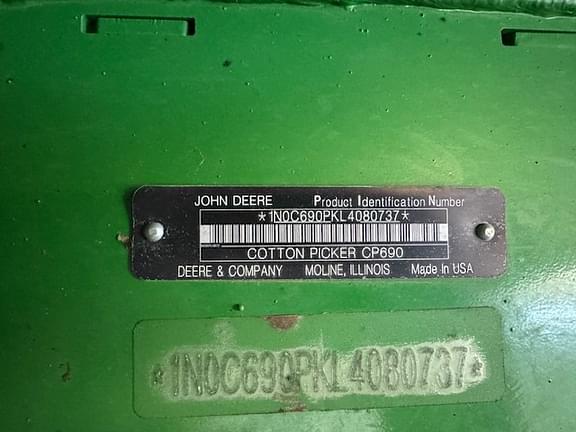 JOHN DEERE Product Identification Number
*1N0C690PKL4080737*
COTTON PICKER CP690
DEERE & COMPANY MOLINE, ILLINOIS Made In USA
*1N0C690PKL4080737*